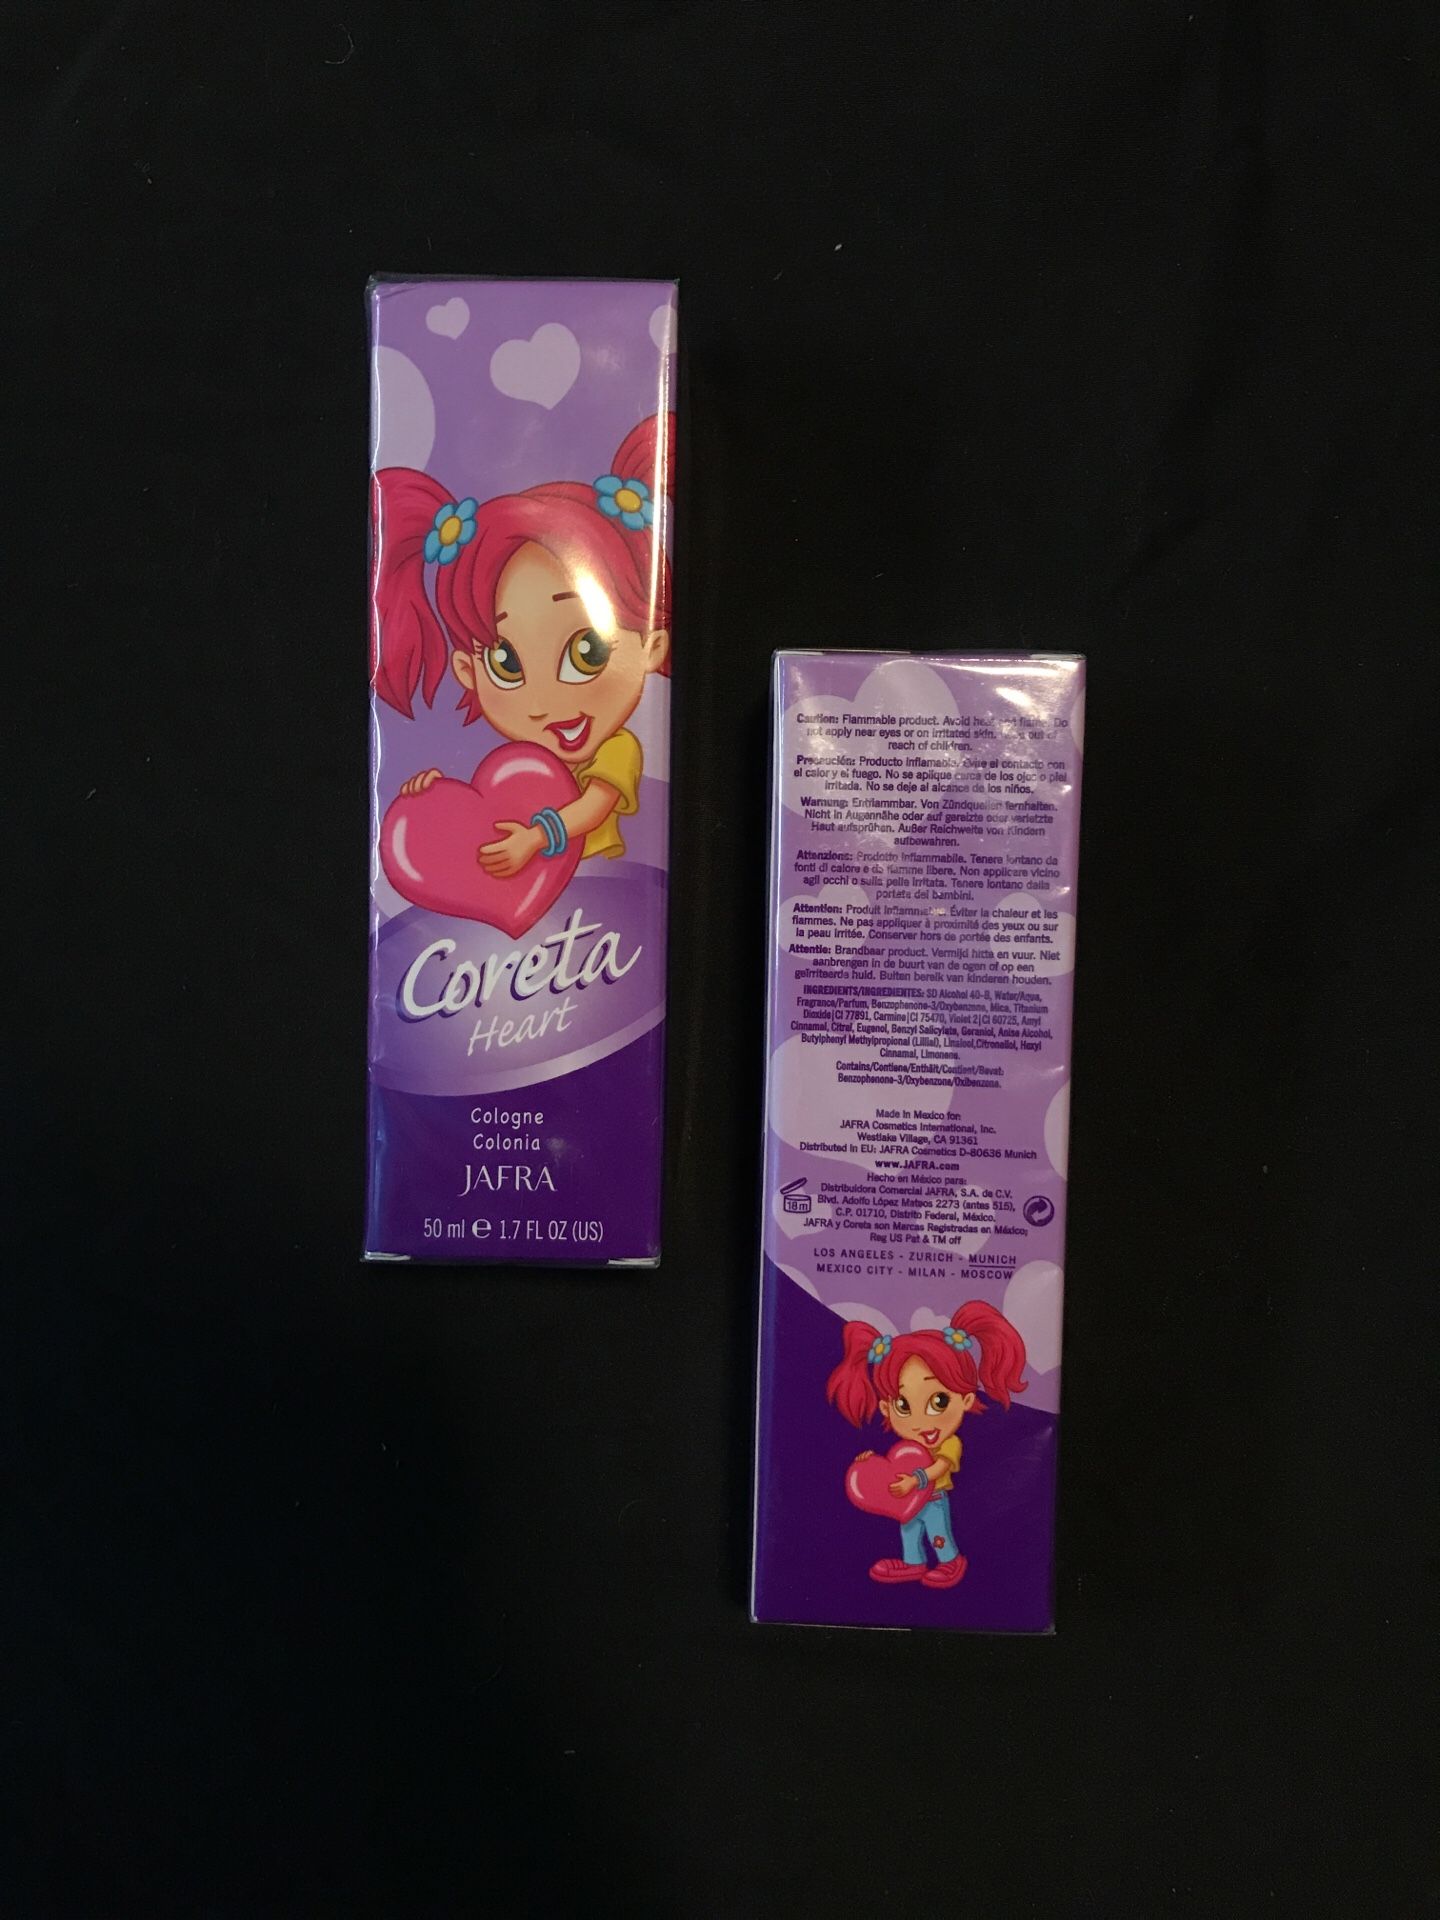 Coreta
Heart
Cologne
Colonia
JAFRA
50 ml e 1.7 FL OZ (US)
Caution: Flammable product. Avoid heat and flame. Do
not apply near eyes or on irritated skin. out of
reach of children.
Precaución: Producto inflamable. Evite el contacto con
el calor y el fuego. No se aplique cerca de los ojos o piel
irritada. No se deje al alcance de los niños.
Warnung: Entflammbar. Von Zündquellen fernhalten.
Nicht in Augennähe oder auf gereizte oder verletzte
Haut aufsprühen. Außer Reichweite von Kindern
aufbewahren.
Attenzione: Prodotto infiammabile. Tenere lontano da
fonti di calore e da fiamme libere. Non applicare vicino
agli occhi o sulla pelle irritata. Tenere lontano dalla
portata dei bambini.
Attention: Produit inflammable. Éviter la chaleur et les
flammes. Ne pas appliquer à proximité des yeux ou sur
la peau irritée. Conserver hors de portée des enfants.
Attentie: Brandbaar product. Vermijd hitte en vuur. Niet
aanbrengen in de buurt van de ogen of op een
geïrriteerde huid. Buiten bereik van kinderen houden.
INGREDIENTS/INGREDIENTES: SD Alcohol 40-B, Water/Aqua,
Fragrance/Parfum, Benzophenone-3/Oxybenzone, Mica, Titanium
Dioxide|CI 77891, Carmine|CI 75470, Violet 2|CI 60725, Amyl
Cinnamal, Citral, Eugenol, Benzyl Salicylate, Geraniol, Anise Alcohol,
Butylphenyl Methylpropional (Lilial), Linalool,Citronellol, Hexyl
Cinnamal, Limonene.
Contains/Contiene/Enthält/Contient/Bevat:
Benzophenone-3/Oxybenzone/Oxibenzona.
Made in Mexico for:
JAFRA Cosmetics International, Inc.
Westlake Village, CA 91361
Distributed in EU: JAFRA Cosmetics D-80636 Munich
www.JAFRA.com
Hecho en México para:
Distribuidora Comercial JAFRA, S.A. de C.V.
Blvd. Adolfo López Mateos 2273 (antes 515),
C.P. 01710, Distrito Federal, México.
JAFRA y Coreta son Marcas Registradas en México;
Reg US Pat & TM off
18m
LOS ANGELES - ZURICH - MUNICH
MEXICO CITY - MILAN - MOSCOW